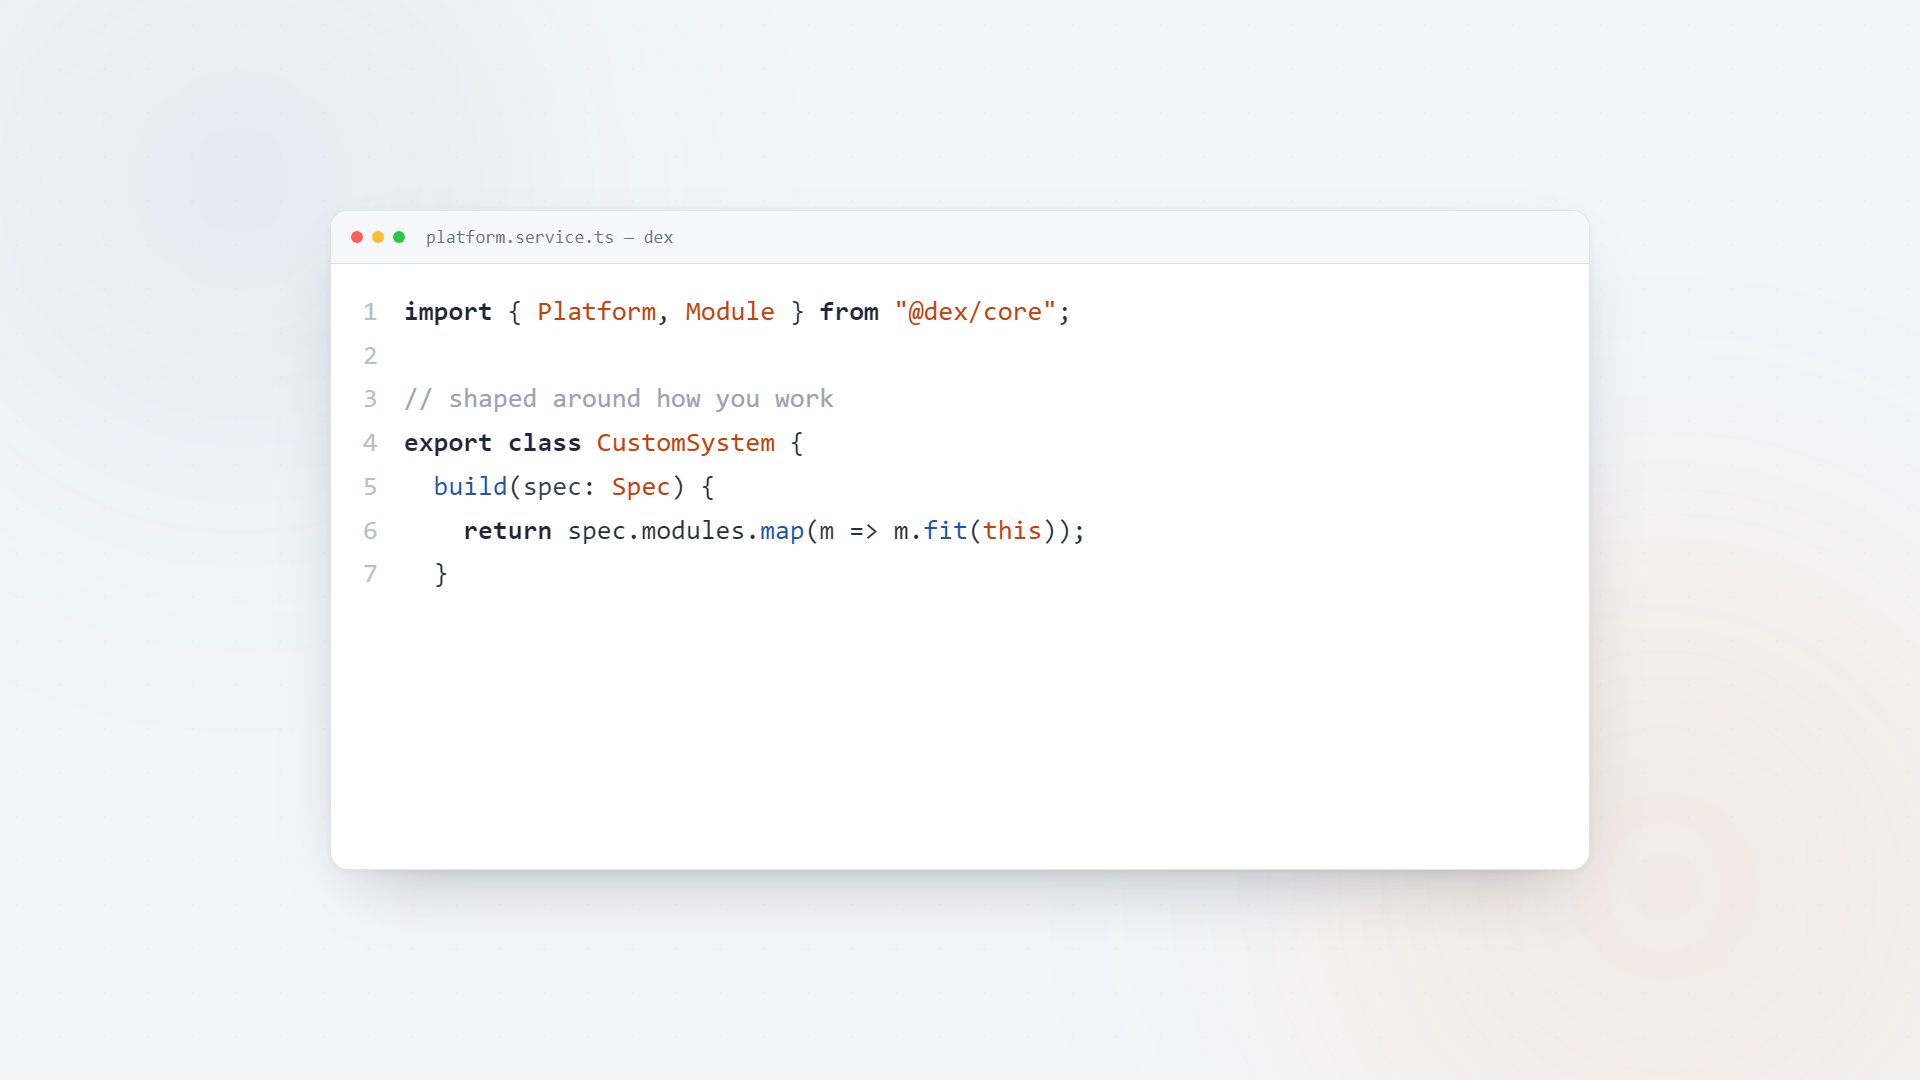 platform.service.ts — dex
1 import { Platform, Module } from "@dex/core";
2
3 // shaped around how you work
4 export class CustomSystem {
5   build(spec: Spec) {
6     return spec.modules.map(m => m.fit(this));
7   }